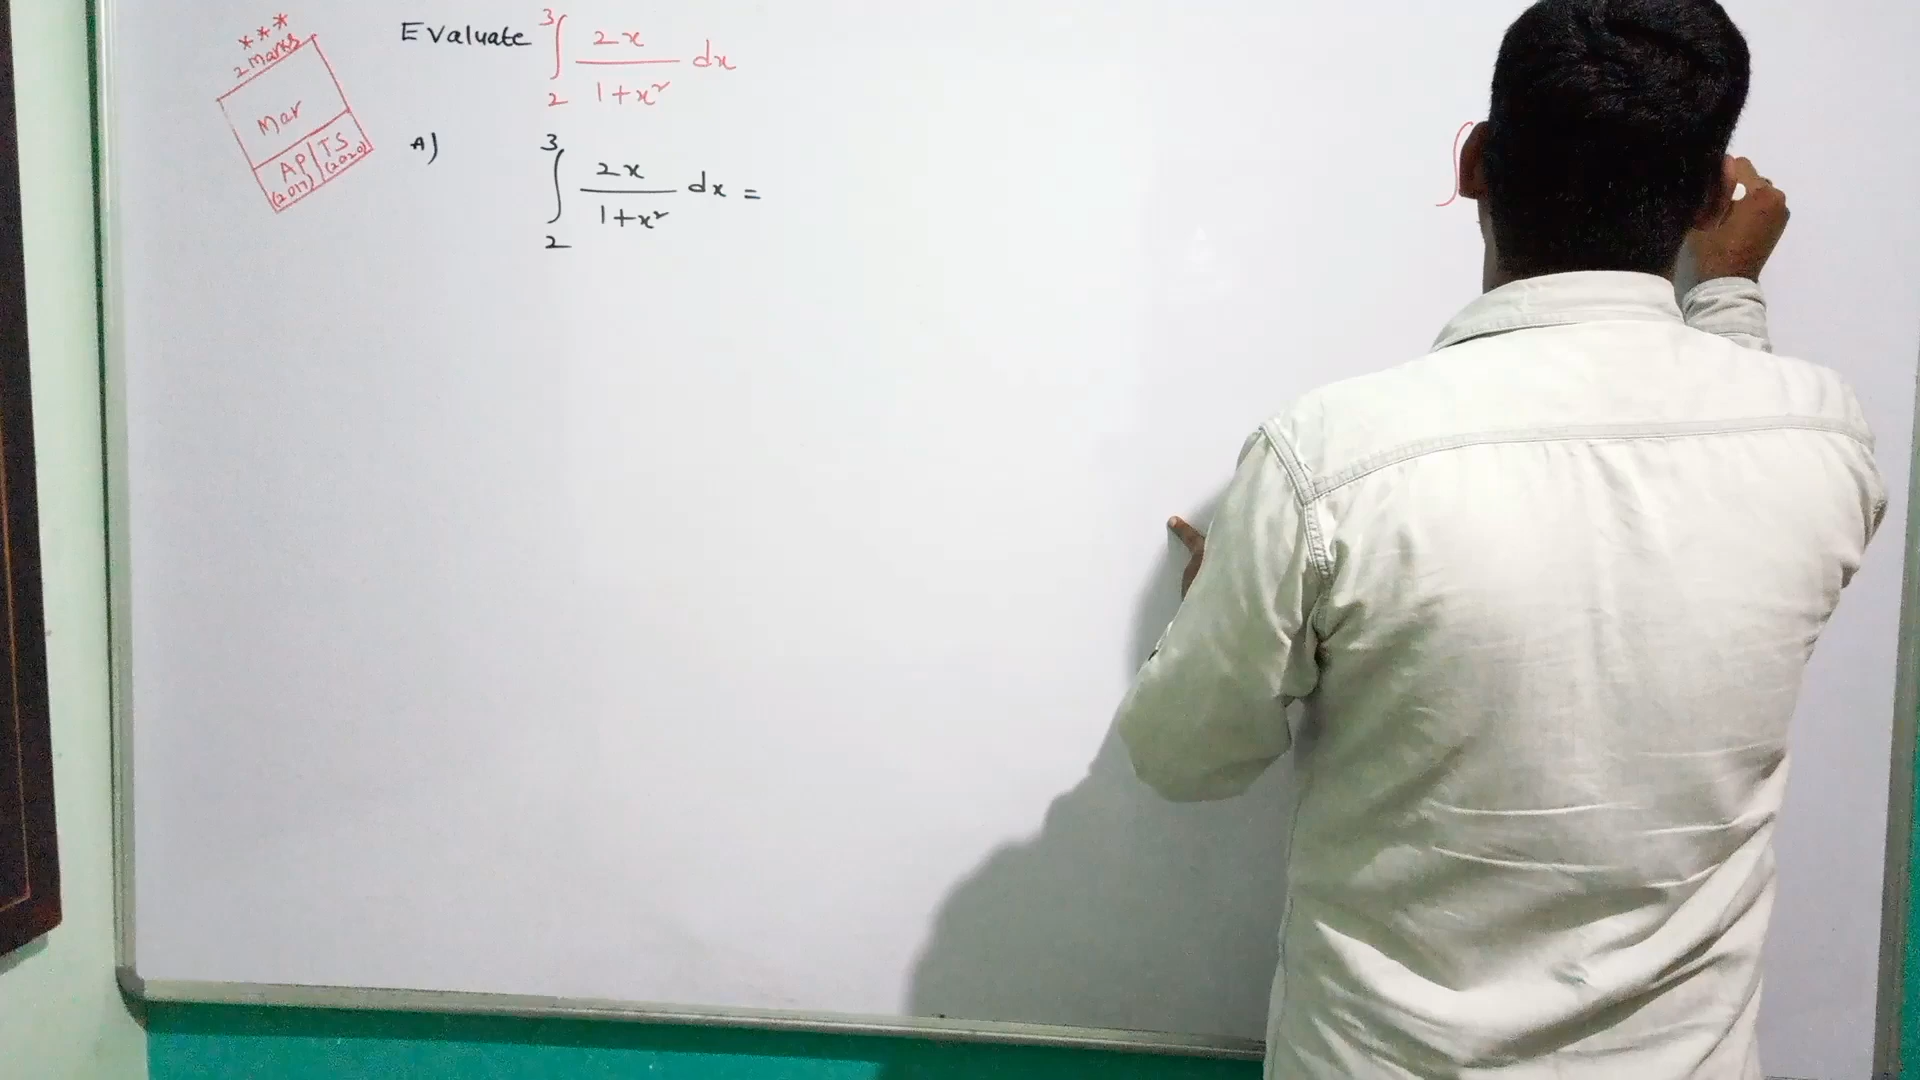 ***
2 Marks
Mar
AP (2017) | TS (2020)
Evaluate ∫₂³ 2x/(1+x²) dx
A) ∫₂³ 2x/(1+x²) dx =
∫